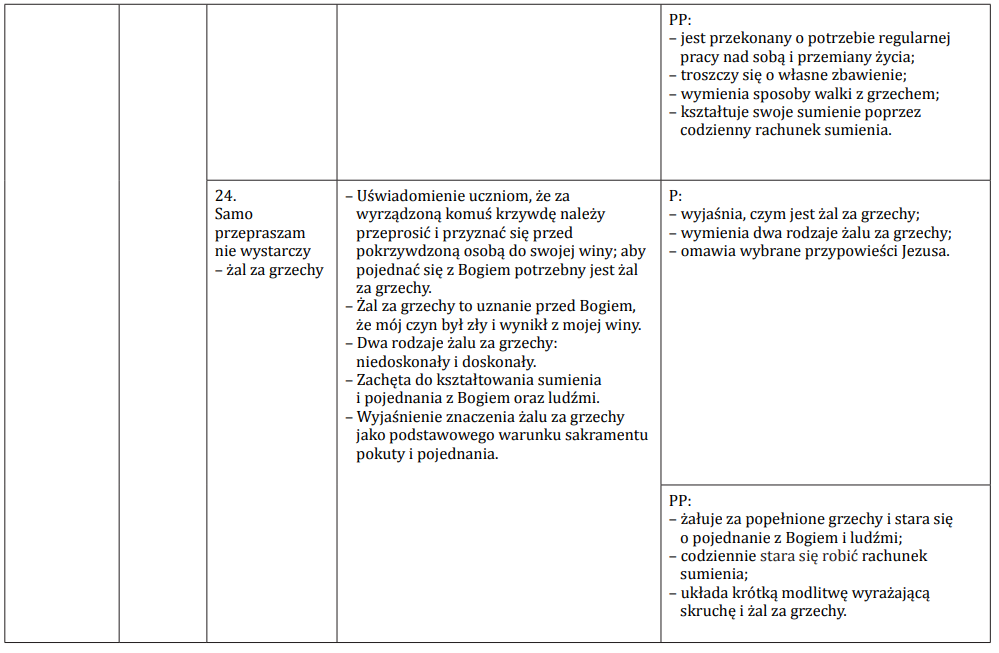 PP:
– jest przekonany o potrzebie regularnej
pracy nad sobą i przemiany życia;
– troszczy się o własne zbawienie;
– wymienia sposoby walki z grzechem;
– kształtuje swoje sumienie poprzez
codzienny rachunek sumienia.
24.
Samo
przepraszam
nie wystarczy
– żal za grzechy
– Uświadomienie uczniom, że za
wyrządzoną komuś krzywdę należy
przeprosić i przyznać się przed
pokrzywdzoną osobą do swojej winy; aby
pojednać się z Bogiem potrzebny jest żal
za grzechy.
– Żal za grzechy to uznanie przed Bogiem,
że mój czyn był zły i wynikł z mojej winy.
– Dwa rodzaje żalu za grzechy:
niedoskonały i doskonały.
– Zachęta do kształtowania sumienia
i pojednania z Bogiem oraz ludźmi.
– Wyjaśnienie znaczenia żalu za grzechy
jako podstawowego warunku sakramentu
pokuty i pojednania.
P:
– wyjaśnia, czym jest żal za grzechy;
– wymienia dwa rodzaje żalu za grzechy;
– omawia wybrane przypowieści Jezusa.
PP:
– żałuje za popełnione grzechy i stara się
o pojednanie z Bogiem i ludźmi;
– codziennie stara się robić rachunek
sumienia;
– układa krótką modlitwę wyrażającą
skruchę i żal za grzechy.